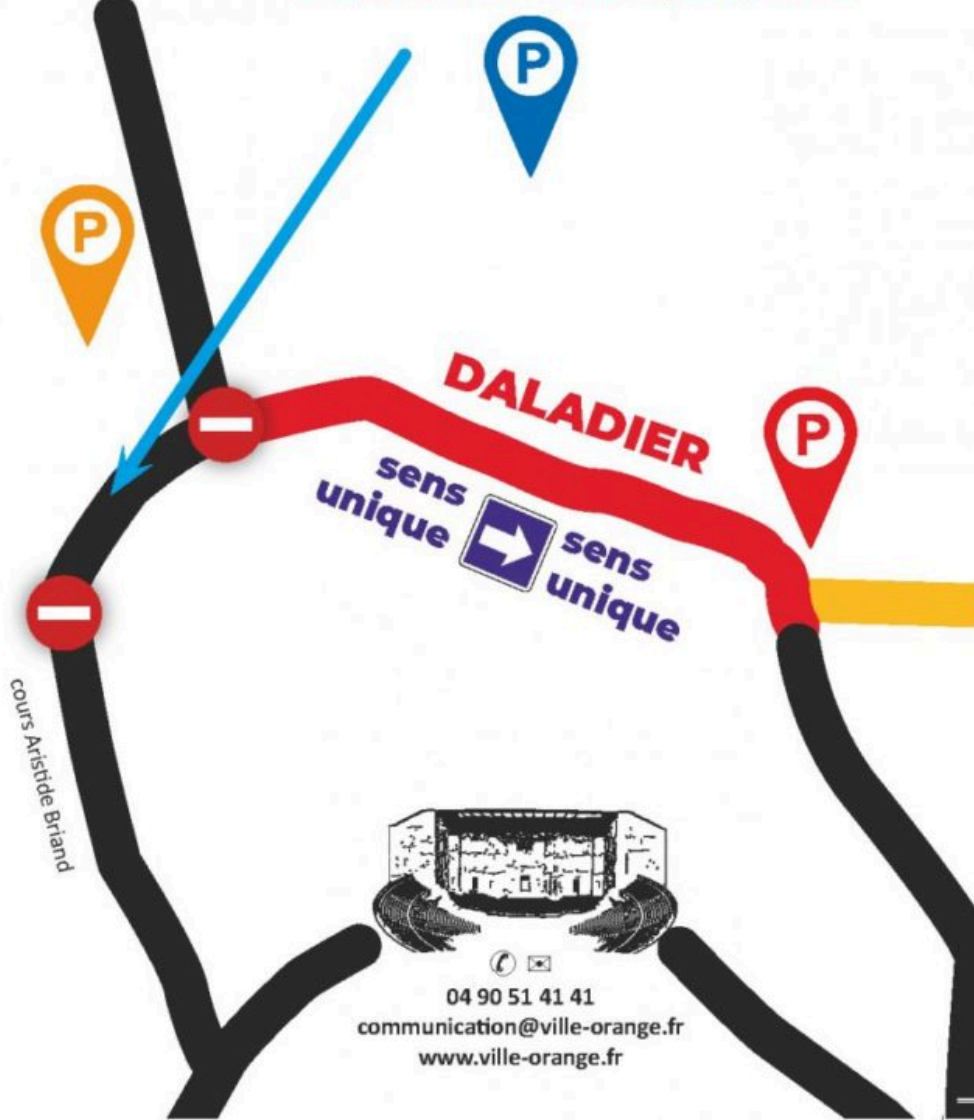 P
P
DALADIER
P
sens
unique
sens
unique
cours Aristide Briand
04 90 51 41 41
communication@ville-orange.fr
www.ville-orange.fr